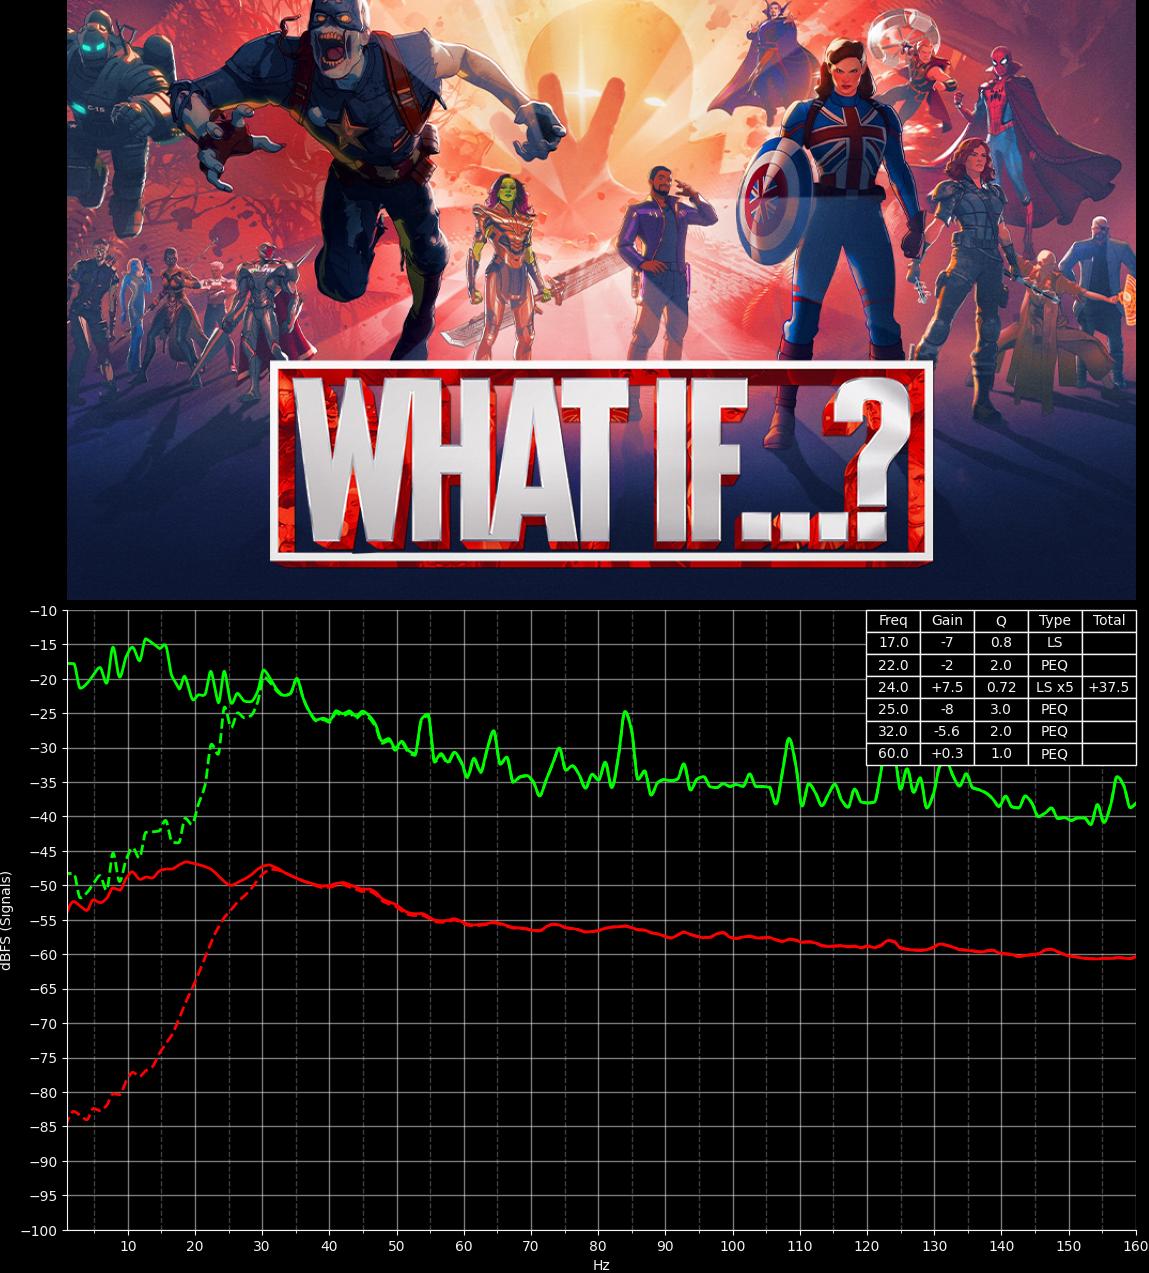 C-15
WHAT IF...?
Freq Gain Q Type Total
17.0 -7 0.8 LS
22.0 -2 2.0 PEQ
24.0 +7.5 0.72 LS x5 +37.5
25.0 -8 3.0 PEQ
32.0 -5.6 2.0 PEQ
60.0 +0.3 1.0 PEQ
−10
−15
−20
−25
−30
−35
−40
−45
−50
−55
−60
−65
−70
−75
−80
−85
−90
−95
−100
dBFS (Signals)
10 20 30 40 50 60 70 80 90 100 110 120 130 140 150 160
Hz